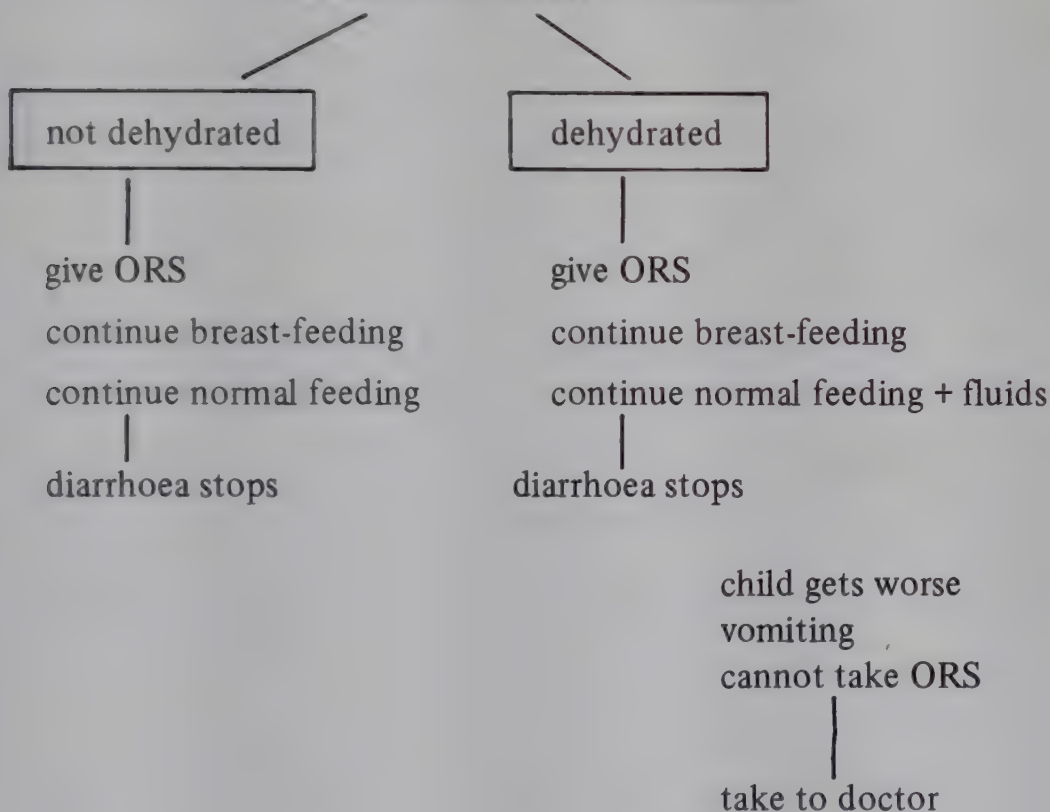 not dehydrated
give ORS
continue breast-feeding
continue normal feeding
diarrhoea stops
dehydrated
give ORS
continue breast-feeding
continue normal feeding + fluids
diarrhoea stops
child gets worse
vomiting
cannot take ORS
take to doctor